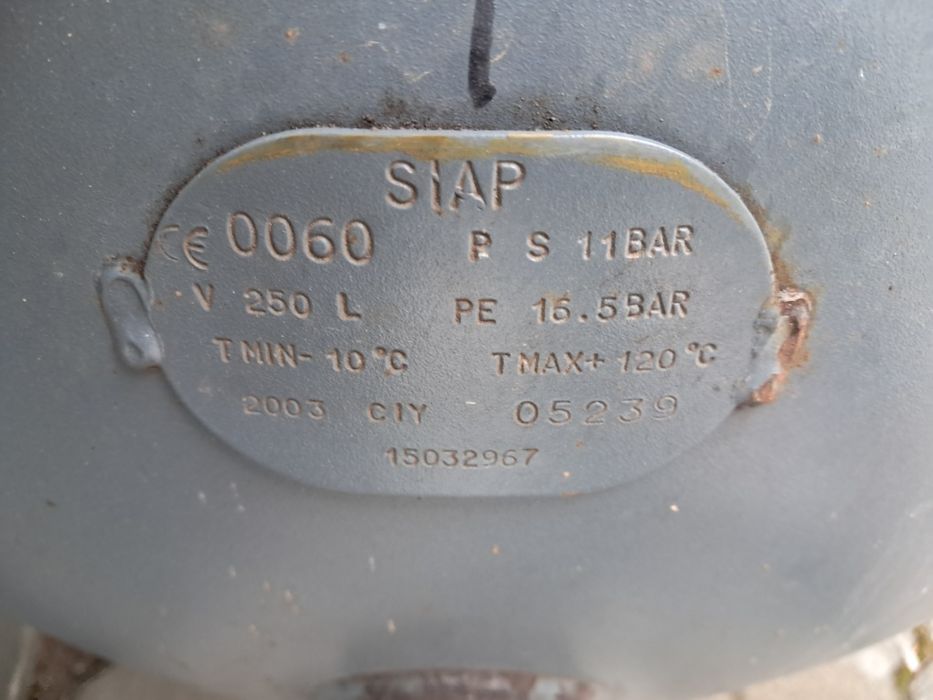 SIAP
CE 0060 P S 11BAR
V 250 L PE 16.5BAR
TMIN- 10°C TMAX+ 120°C
2003 CIY 05239
15032967